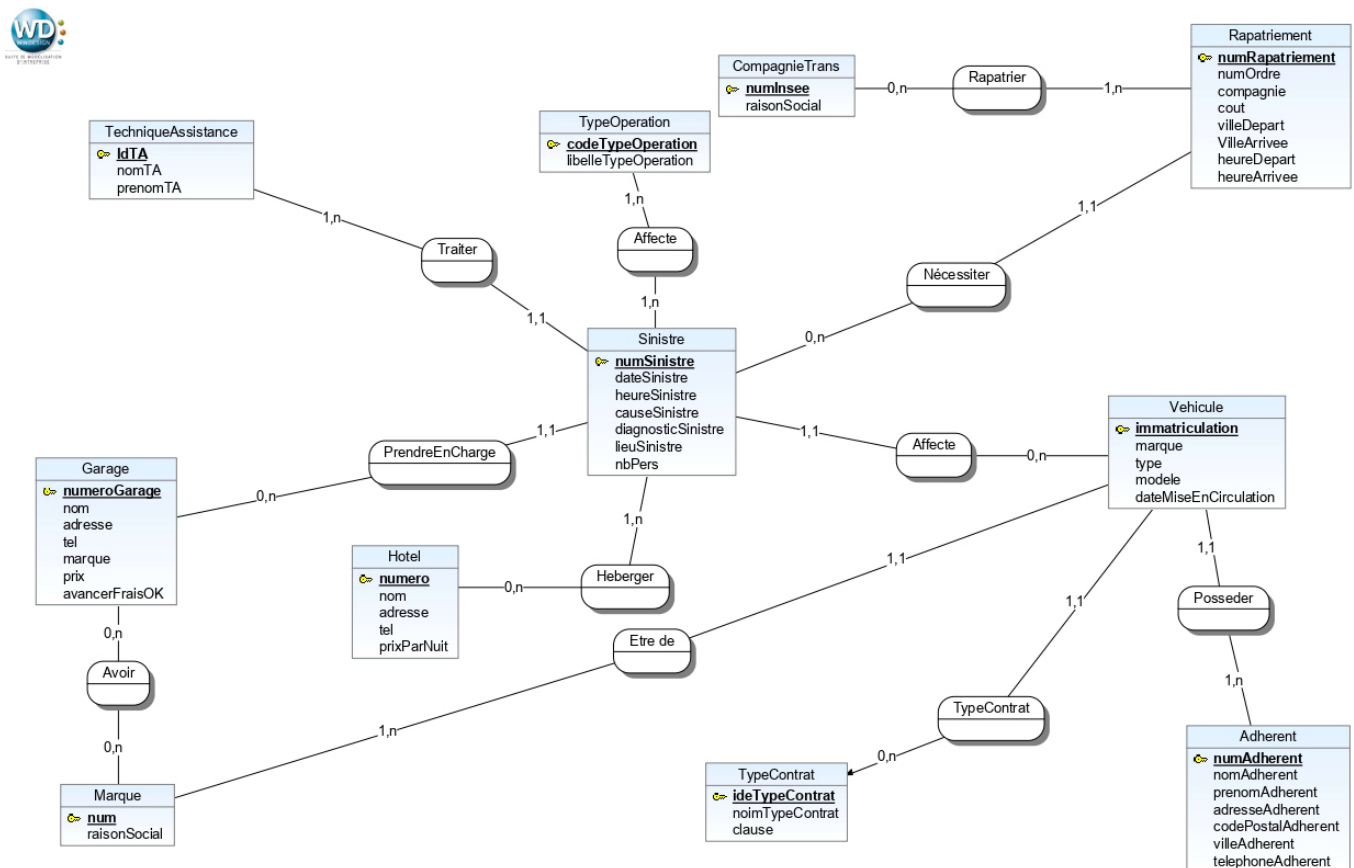 WD
WINDESIGN
SUITE DE MODELISATION
D'ENTREPRISE
Rapatriement
numRapatriement
numOrdre
compagnie
cout
villeDepart
VilleArrivee
heureDepart
heureArrivee
CompagnieTrans
numInsee
raisonSocial
0,n
Rapatrier
1,n
TypeOperation
codeTypeOperation
libelleTypeOperation
TechniqueAssistance
IdTA
nomTA
prenomTA
1,n
Traiter
1,1
1,n
Affecte
1,n
1,1
Nécessiter
0,n
Sinistre
numSinistre
dateSinistre
heureSinistre
causeSinistre
diagnosticSinistre
lieuSinistre
nbPers
1,1
Affecte
0,n
Vehicule
immatriculation
marque
type
modele
dateMiseEnCirculation
1,1
PrendreEnCharge
0,n
Garage
numeroGarage
nom
adresse
tel
marque
prix
avancerFraisOK
1,n
Heberger
0,n
Hotel
numero
nom
adresse
tel
prixParNuit
1,1
Etre de
1,n
1,1
Posseder
1,n
1,1
TypeContrat
0,n
0,n
Avoir
0,n
Marque
num
raisonSocial
TypeContrat
ideTypeContrat
noimTypeContrat
clause
Adherent
numAdherent
nomAdherent
prenomAdherent
adresseAdherent
codePostalAdherent
villeAdherent
telephoneAdherent